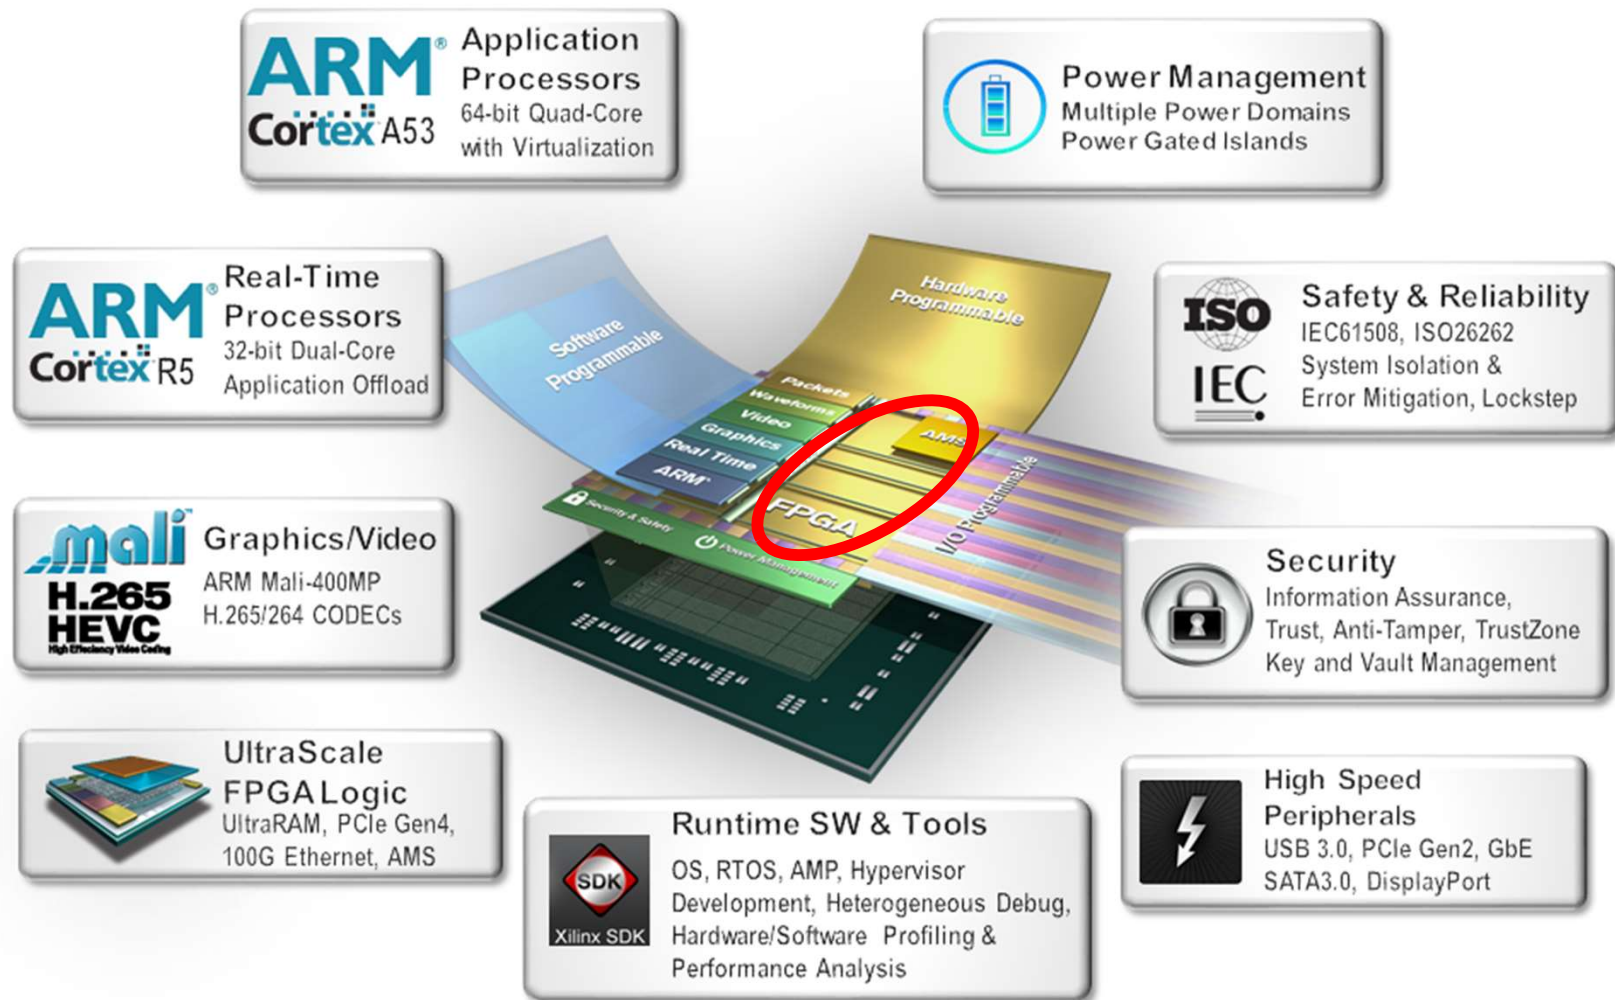 ARM®
Cortex A53
Application
Processors
64-bit Quad-Core
with Virtualization
Power Management
Multiple Power Domains
Power Gated Islands
ARM®
Cortex R5
Real-Time
Processors
32-bit Dual-Core
Application Offload
Software
Programmable
Hardware
Programmable
Packets
Waveforms
Video
Graphics
Real Time
ARM®
AMS
FPGA
I/O Programmable
Security & Safety
Power Management
ISO
IEC
Safety & Reliability
IEC61508, ISO26262
System Isolation &
Error Mitigation, Lockstep
mali™
H.265
HEVC
High Effeciency Video Coding
Graphics/Video
ARM Mali-400MP
H.265/264 CODECs
Security
Information Assurance,
Trust, Anti-Tamper, TrustZone
Key and Vault Management
UltraScale
FPGA Logic
UltraRAM, PCIe Gen4,
100G Ethernet, AMS
SDK
Xilinx SDK
Runtime SW & Tools
OS, RTOS, AMP, Hypervisor
Development, Heterogeneous Debug,
Hardware/Software Profiling &
Performance Analysis
High Speed
Peripherals
USB 3.0, PCIe Gen2, GbE
SATA3.0, DisplayPort